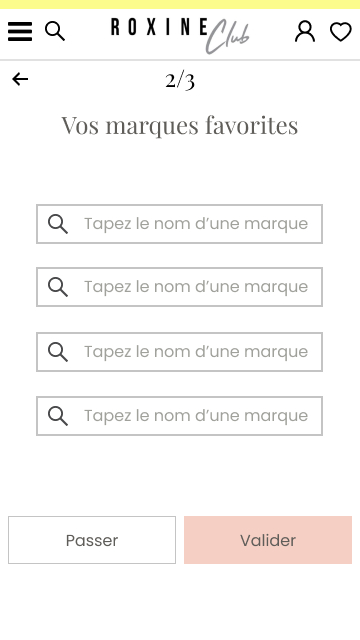 ROXINE Club
2/3
Vos marques favorites
Tapez le nom d’une marque
Tapez le nom d’une marque
Tapez le nom d’une marque
Tapez le nom d’une marque
Passer
Valider